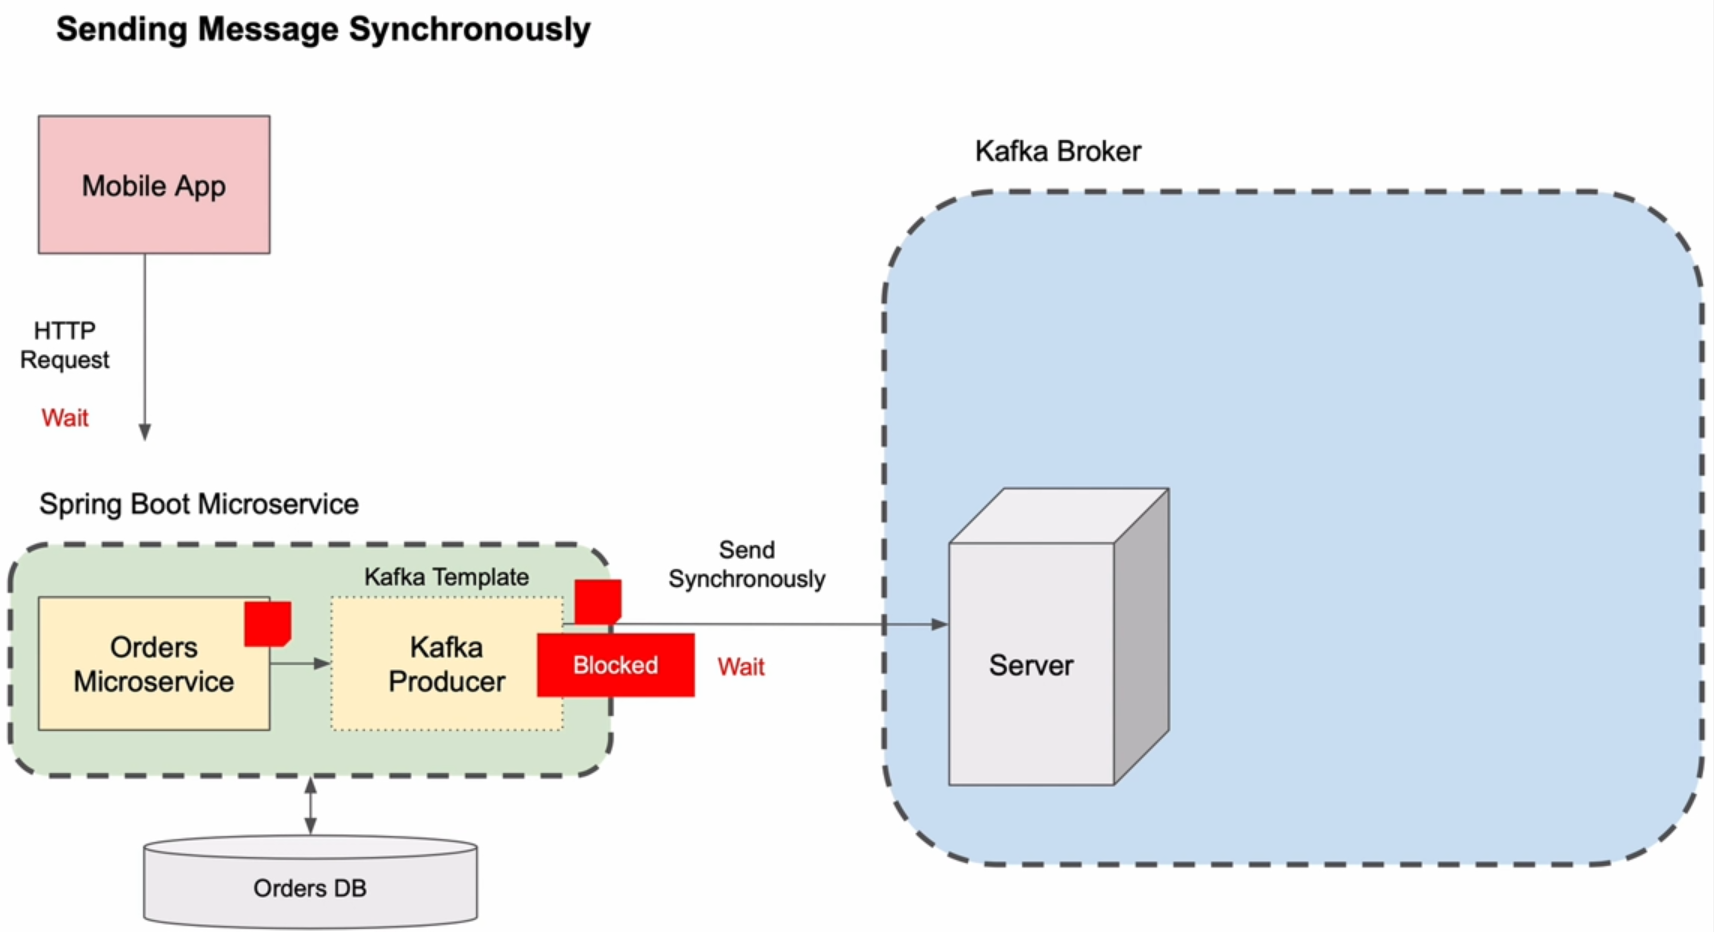 Sending Message Synchronously
Mobile App
Kafka Broker
HTTP
Request
Wait
Spring Boot Microservice
Send
Synchronously
Kafka Template
Orders
Microservice
Kafka
Producer
Blocked
Wait
Server
Orders DB